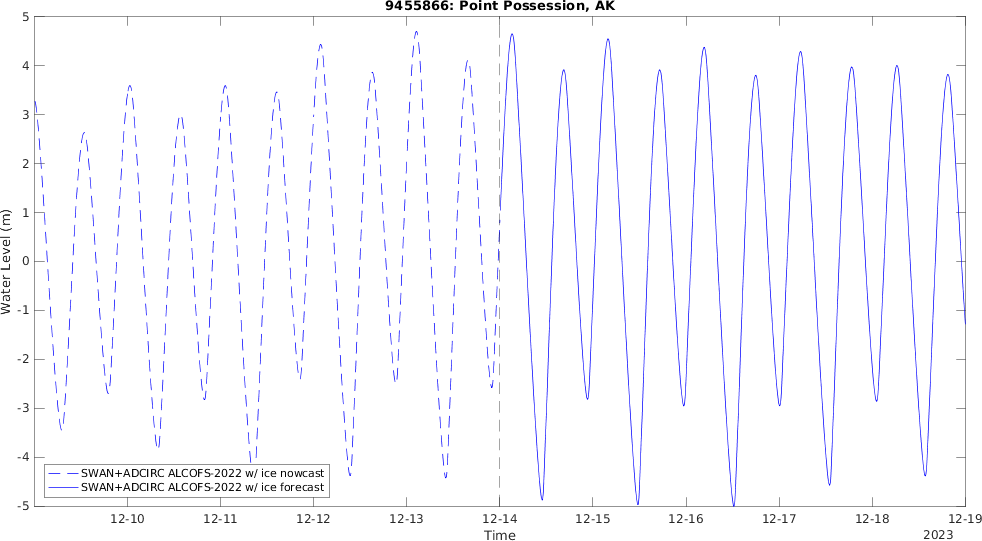 9455866: Point Possession, AK
5
4
3
2
1
0
-1
-2
-3
-4
-5
Water Level (m)
SWAN+ADCIRC ALCOFS-2022 w/ ice nowcast
SWAN+ADCIRC ALCOFS-2022 w/ ice forecast
12-10 12-11 12-12 12-13 12-14 12-15 12-16 12-17 12-18 12-19
Time
2023